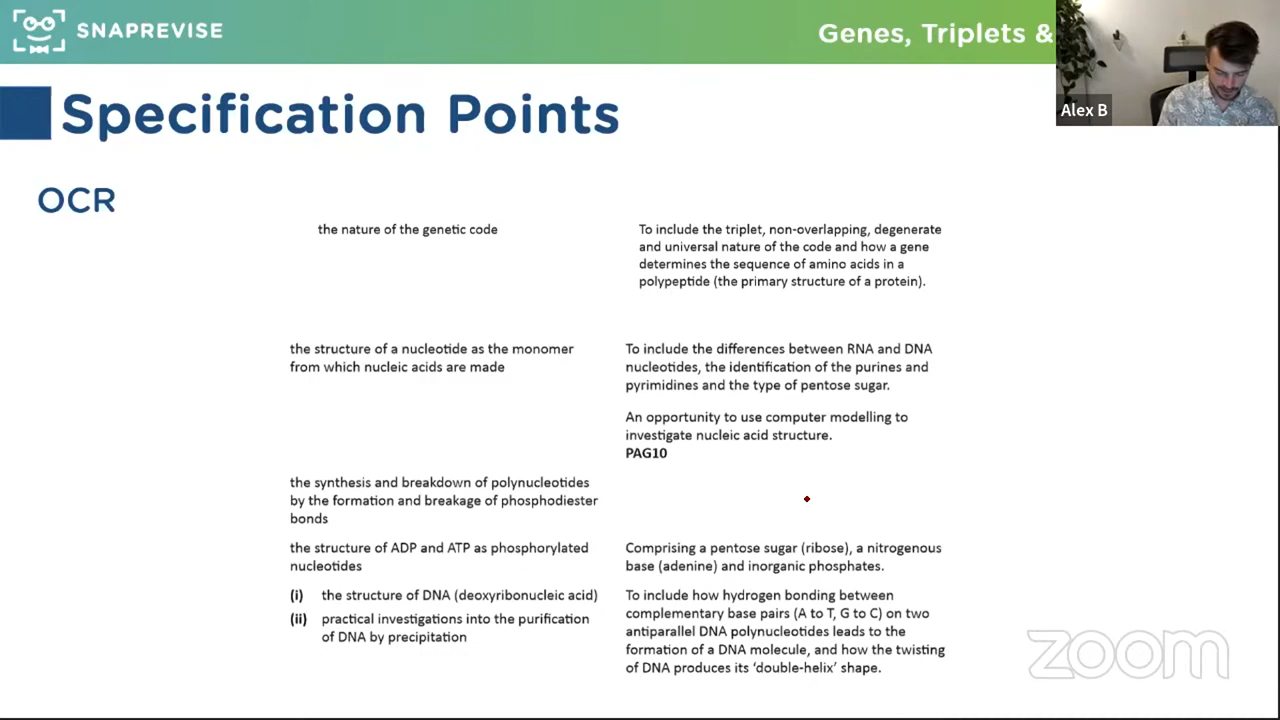 SNAPREVISE
Genes, Triplets &
Alex B
Specification Points
OCR
the nature of the genetic code
To include the triplet, non-overlapping, degenerate
and universal nature of the code and how a gene
determines the sequence of amino acids in a
polypeptide (the primary structure of a protein).
the structure of a nucleotide as the monomer
from which nucleic acids are made
To include the differences between RNA and DNA
nucleotides, the identification of the purines and
pyrimidines and the type of pentose sugar.
An opportunity to use computer modelling to
investigate nucleic acid structure.
PAG10
the synthesis and breakdown of polynucleotides
by the formation and breakage of phosphodiester
bonds
the structure of ADP and ATP as phosphorylated
nucleotides
Comprising a pentose sugar (ribose), a nitrogenous
base (adenine) and inorganic phosphates.
(i) the structure of DNA (deoxyribonucleic acid)
(ii) practical investigations into the purification
of DNA by precipitation
To include how hydrogen bonding between
complementary base pairs (A to T, G to C) on two
antiparallel DNA polynucleotides leads to the
formation of a DNA molecule, and how the twisting
of DNA produces its ‘double-helix’ shape.
zoom